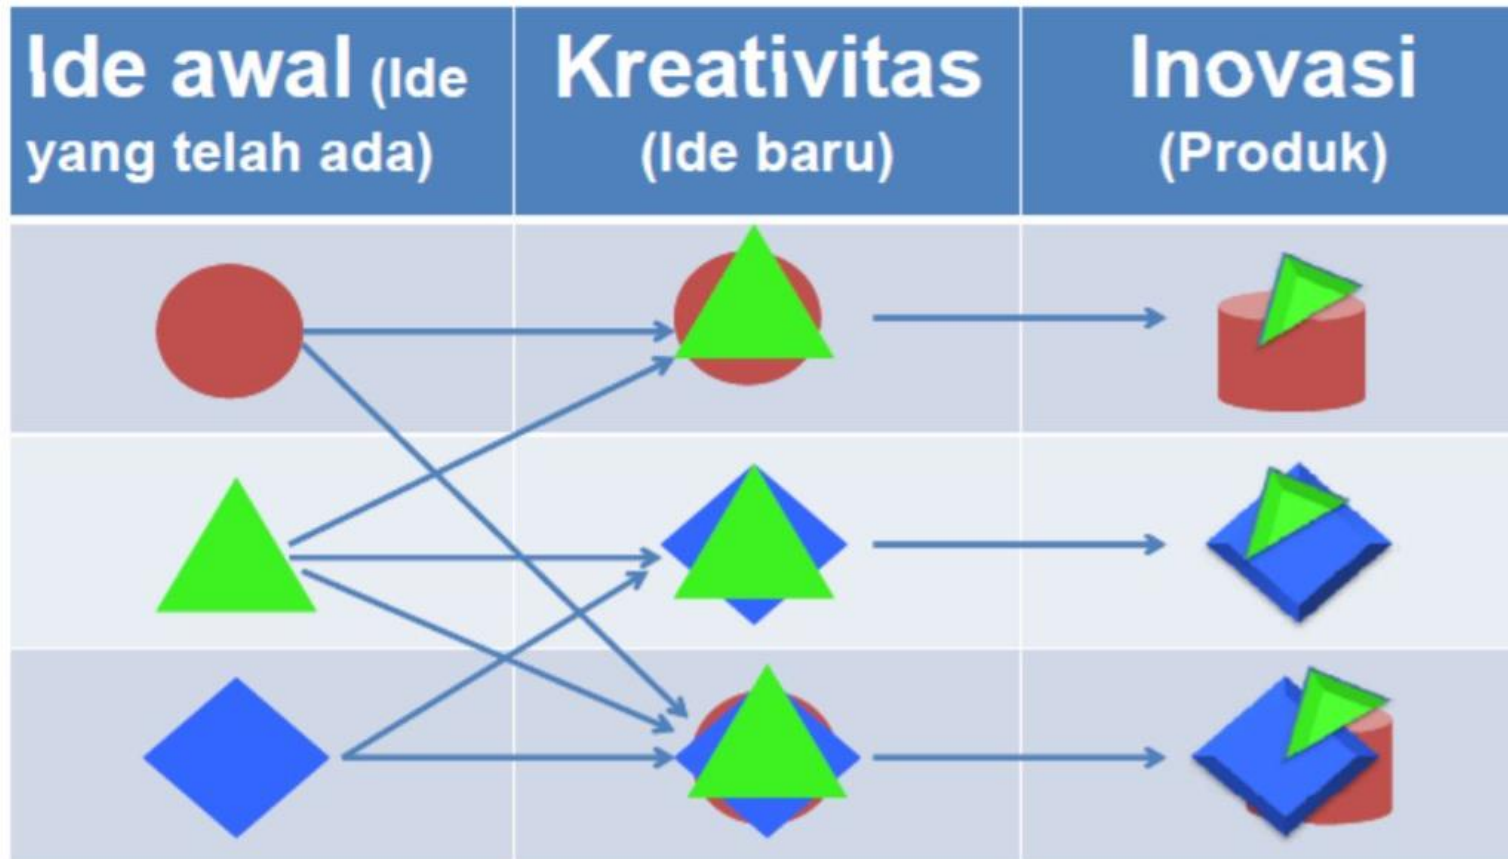 Ide awal (Ide
yang telah ada)
Kreativitas
(Ide baru)
Inovasi
(Produk)